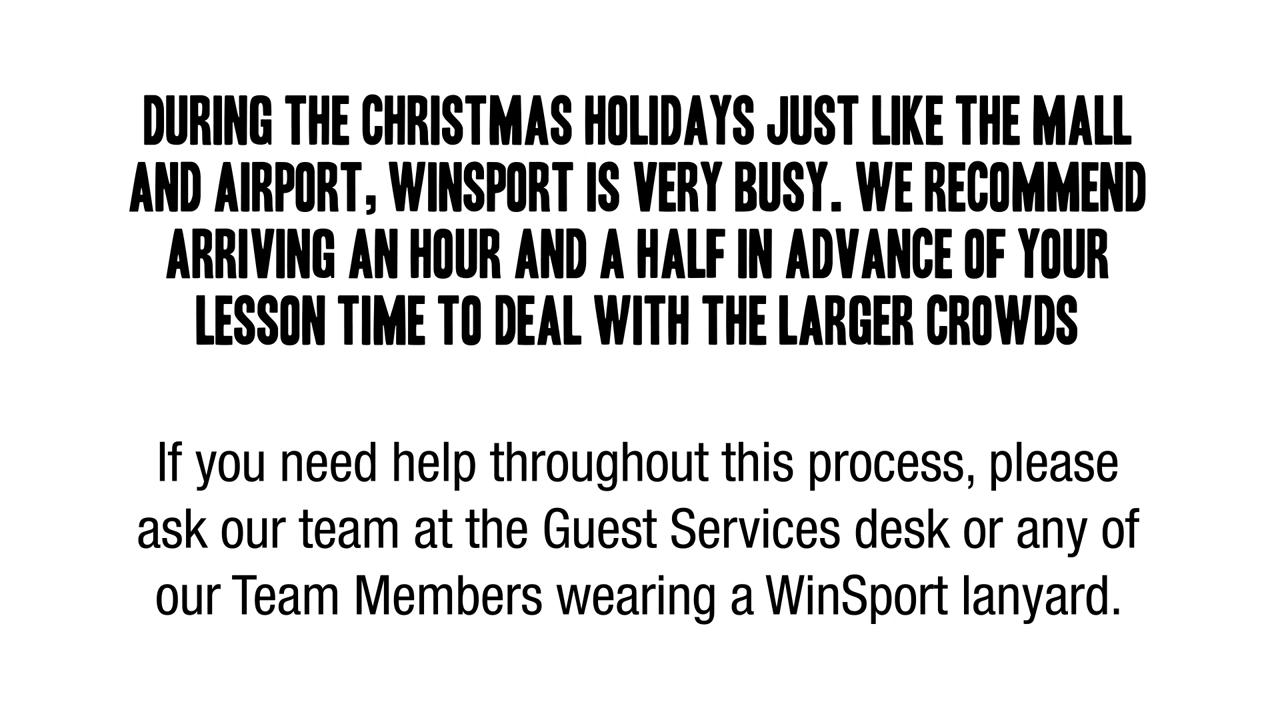 DURING THE CHRISTMAS HOLIDAYS JUST LIKE THE MALL
AND AIRPORT, WINSPORT IS VERY BUSY. WE RECOMMEND
ARRIVING AN HOUR AND A HALF IN ADVANCE OF YOUR
LESSON TIME TO DEAL WITH THE LARGER CROWDS
If you need help throughout this process, please
ask our team at the Guest Services desk or any of
our Team Members wearing a WinSport lanyard.